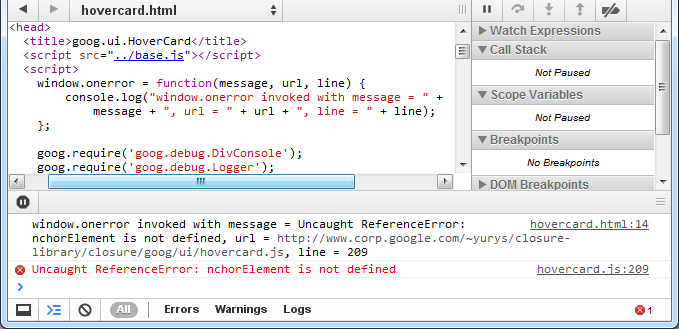 hovercard.html
<head>
<title>goog.ui.HoverCard</title>
<script src="../base.js"></script>
<script>
window.onerror = function(message, url, line) {
console.log("window.onerror invoked with message = " +
message + ", url = " + url + ", line = " + line);
};
goog.require('goog.debug.DivConsole');
goog.require('goog.debug.Logger');
Watch Expressions
Call Stack
Not Paused
Scope Variables
Not Paused
Breakpoints
No Breakpoints
DOM Breakpoints
window.onerror invoked with message = Uncaught ReferenceError: hovercard.html:14
nchorElement is not defined, url = http://www.corp.google.com/~yurys/closure-
library/closure/goog/ui/hovercard.js, line = 209
Uncaught ReferenceError: nchorElement is not defined hovercard.js:209
>
All Errors Warnings Logs 1